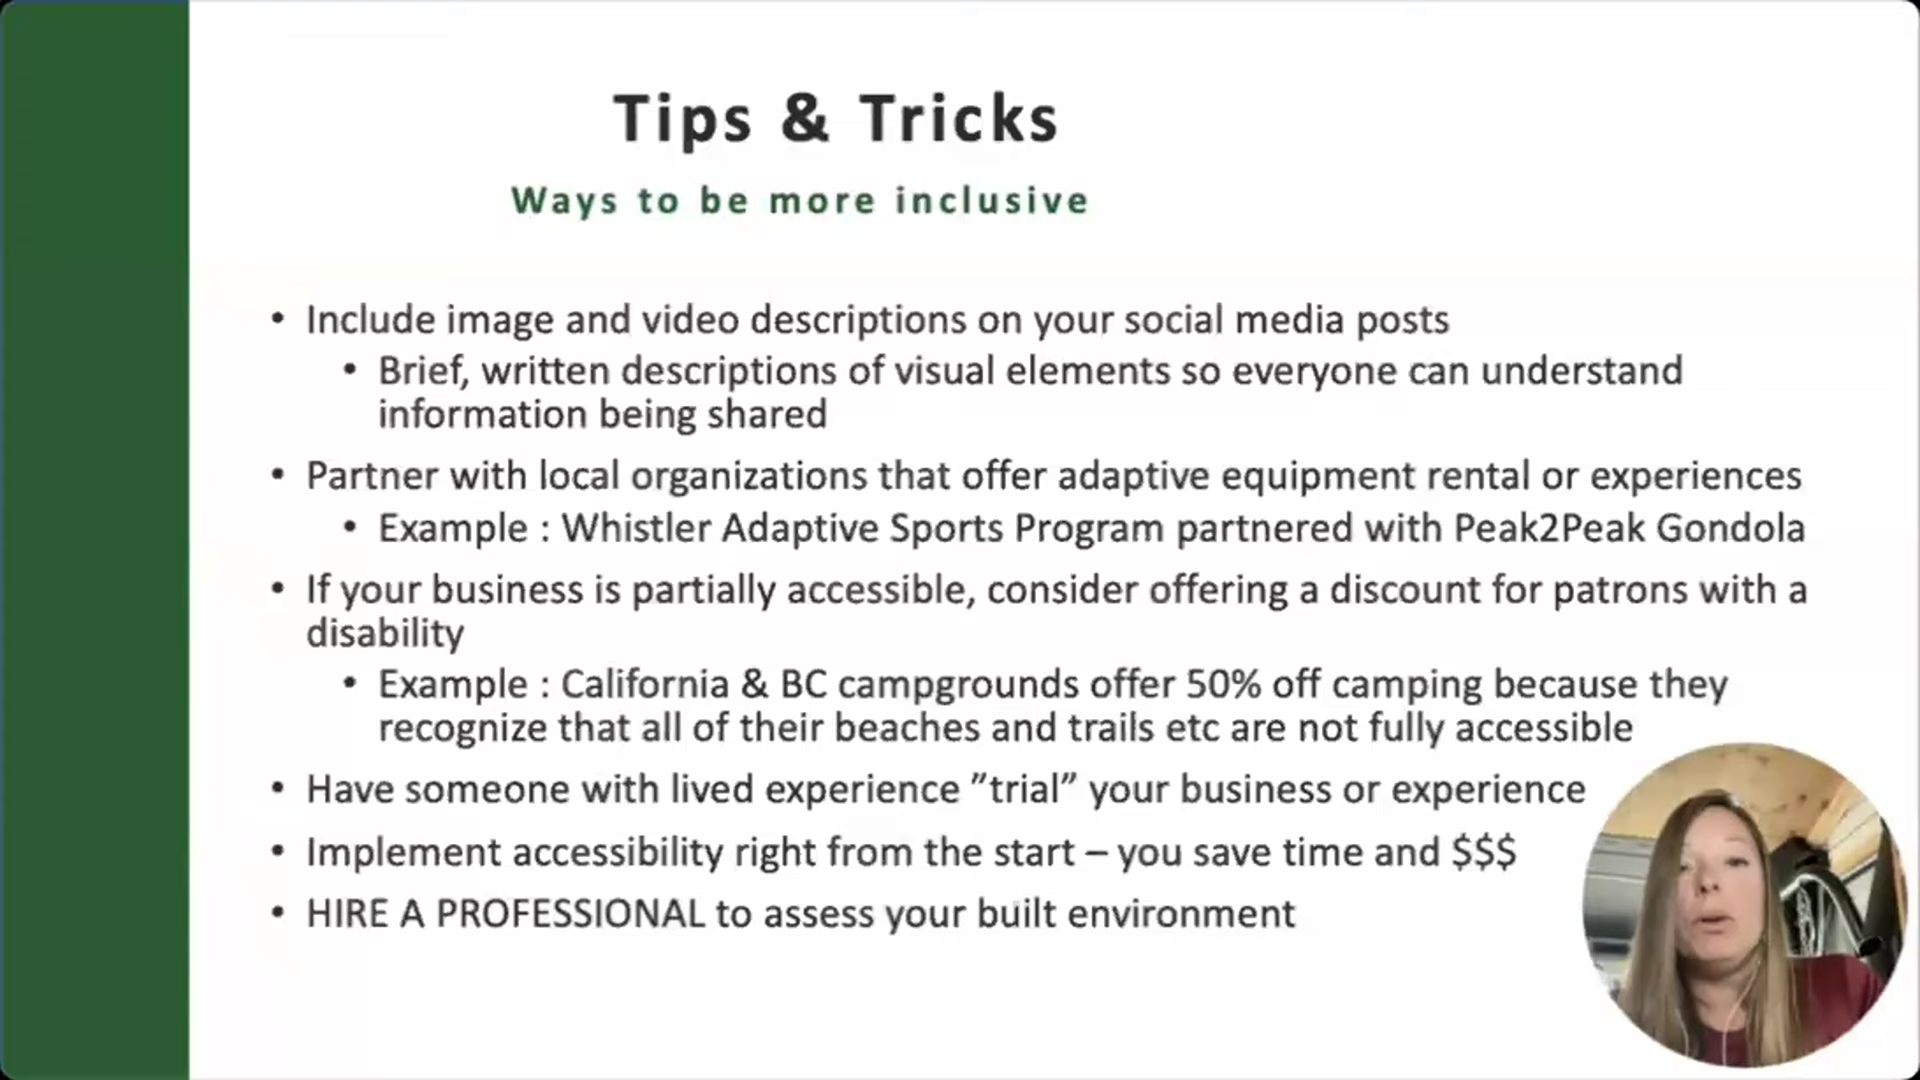 Tips & Tricks
Ways to be more inclusive
• Include image and video descriptions on your social media posts
• Brief, written descriptions of visual elements so everyone can understand
information being shared
• Partner with local organizations that offer adaptive equipment rental or experiences
• Example : Whistler Adaptive Sports Program partnered with Peak2Peak Gondola
• If your business is partially accessible, consider offering a discount for patrons with a
disability
• Example : California & BC campgrounds offer 50% off camping because they
recognize that all of their beaches and trails etc are not fully accessible
• Have someone with lived experience ”trial” your business or experience
• Implement accessibility right from the start – you save time and $$$
• HIRE A PROFESSIONAL to assess your built environment